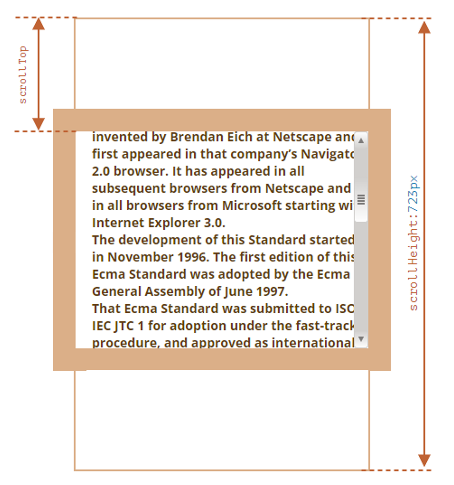 scrollTop
invented by Brendan Eich at Netscape and
first appeared in that company's Navigato
2.0 browser. It has appeared in all
subsequent browsers from Netscape and
in all browsers from Microsoft starting wi
Internet Explorer 3.0.
The development of this Standard started
in November 1996. The first edition of this
Ecma Standard was adopted by the Ecma
General Assembly of June 1997.
That Ecma Standard was submitted to ISO
IEC JTC 1 for adoption under the fast-track
procedure, and approved as international
scrollHeight:723px